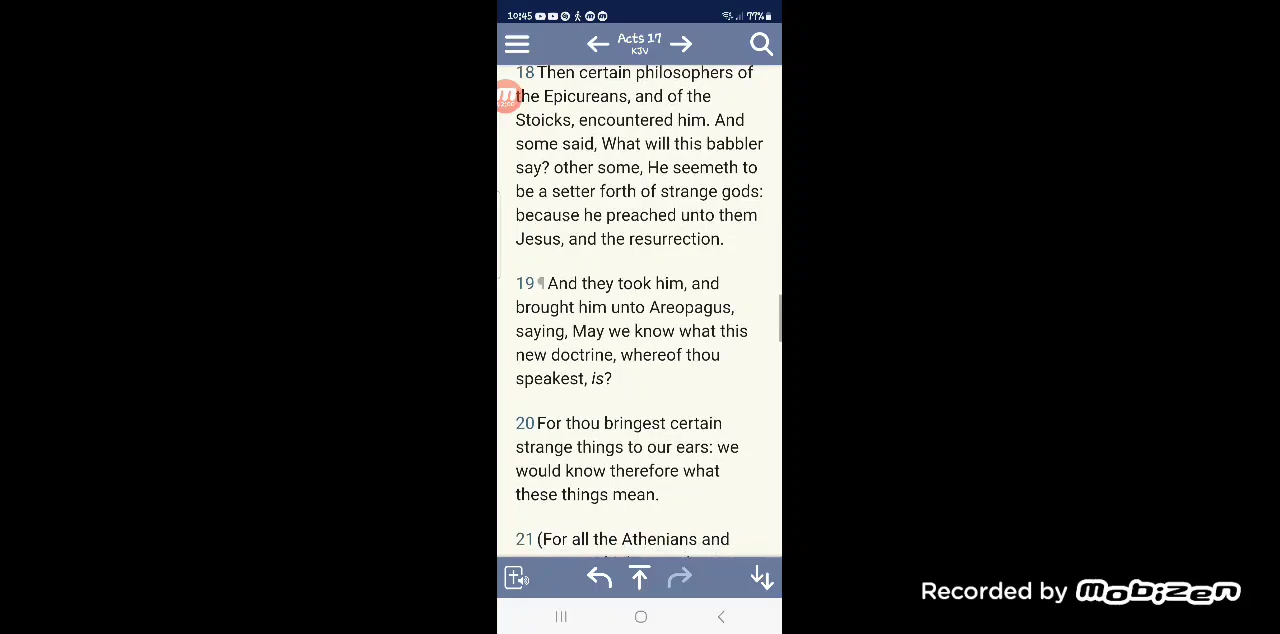 10:45
77%
Acts 17
KJV
18 Then certain philosophers of
the Epicureans, and of the
Stoicks, encountered him. And
some said, What will this babbler
say? other some, He seemeth to
be a setter forth of strange gods:
because he preached unto them
Jesus, and the resurrection.
19 ¶ And they took him, and
brought him unto Areopagus,
saying, May we know what this
new doctrine, whereof thou
speakest, is?
20 For thou bringest certain
strange things to our ears: we
would know therefore what
these things mean.
21 (For all the Athenians and
Recorded by mobizen